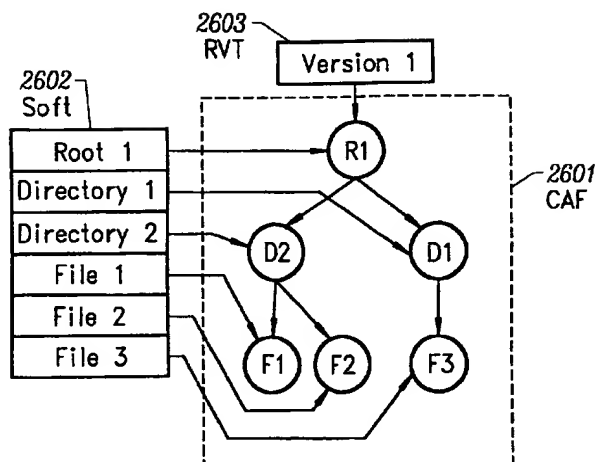 2603
RVT
Version 1
2602
Soft
Root 1
Directory 1
Directory 2
File 1
File 2
File 3
R1
D2
D1
F1
F2
F3
2601
CAF